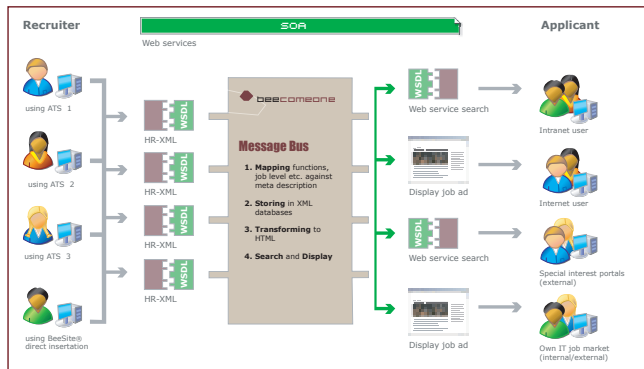 Recruiter
SOA
Applicant
Web services
using ATS 1
using ATS 2
using ATS 3
using BeeSite®
direct insertation
WSDL
HR-XML
WSDL
HR-XML
WSDL
HR-XML
WSDL
HR-XML
beecomeone
Message Bus
1. Mapping functions,
job level etc. against
meta description
2. Storing in XML
databases
3. Transforming to
HTML
4. Search and Display
WSDL
Web service search
Display job ad
WSDL
Web service search
Display job ad
Intranet user
Internet user
Special interest portals
(external)
Own IT job market
(internal/external)